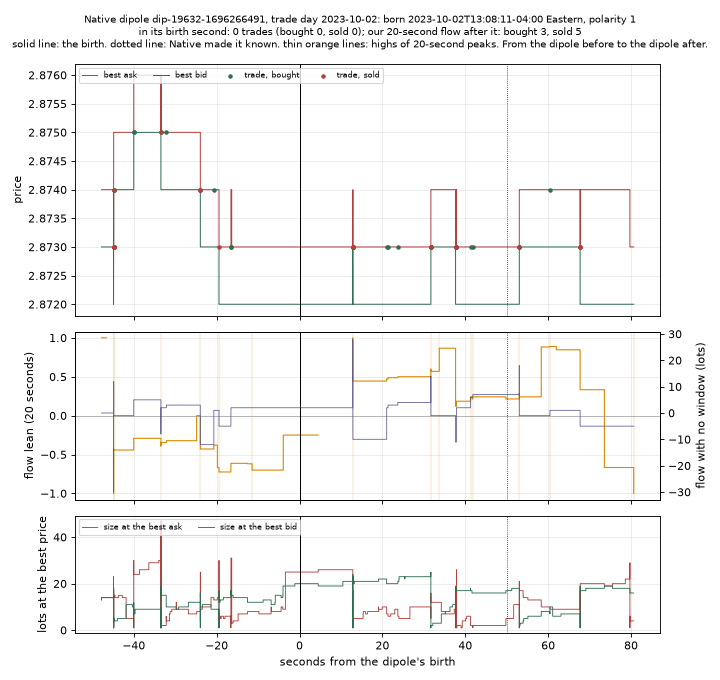 Native dipole dip-19632-1696266491, trade day 2023-10-02: born 2023-10-02T13:08:11-04:00 Eastern, polarity 1
in its birth second: 0 trades (bought 0, sold 0); our 20-second flow after it: bought 3, sold 5
solid line: the birth. dotted line: Native made it known. thin orange lines: highs of 20-second peaks. From the dipole before to the dipole after.
best ask best bid trade, bought trade, sold
2.8760
2.8755
2.8750
2.8745
2.8740
2.8735
2.8730
2.8725
2.8720
price
1.0
0.5
0.0
−0.5
−1.0
flow lean (20 seconds)
30
20
10
0
−10
−20
−30
flow with no window (lots)
size at the best ask size at the best bid
40
20
0
lots at the best price
−40 −20 0 20 40 60 80
seconds from the dipole's birth